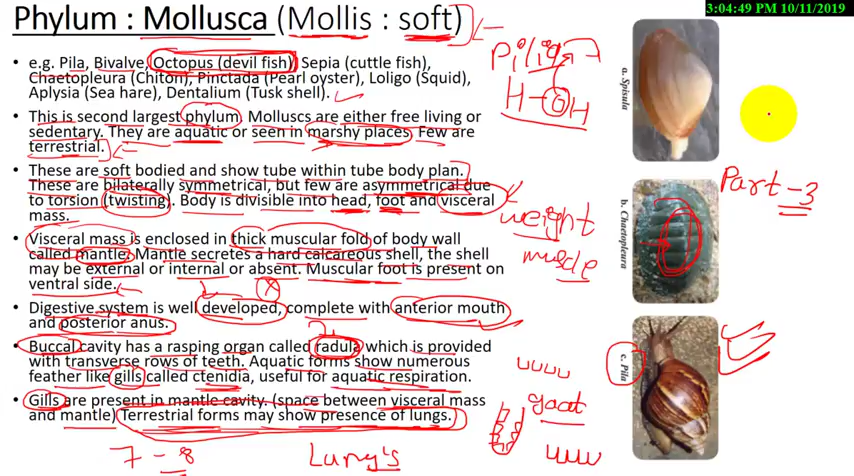 3:04:49 PM 10/11/2019
Phylum : Mollusca (Mollis : soft)
• e.g. Pila, Bivalve, Octopus (devil fish), Sepia (cuttle fish),
Chaetopleura (Chiton), Pinctada (Pearl oyster), Loligo (Squid),
Aplysia (Sea hare), Dentalium (Tusk shell).
• This is second largest phylum. Molluscs are either free living or
sedentary. They are aquatic or seen in marshy places. Few are
terrestrial.
• These are soft bodied and show tube within tube body plan.
These are bilaterally symmetrical, but few are asymmetrical due
to torsion (twisting). Body is divisible into head, foot and visceral
mass.
• Visceral mass is enclosed in thick muscular fold of body wall
called mantle. Mantle secretes a hard calcareous shell, the shell
may be external or internal or absent. Muscular foot is present on
ventral side.
• Digestive system is well developed, complete with anterior mouth
and posterior anus.
• Buccal cavity has a rasping organ called radula which is provided
with transverse rows of teeth. Aquatic forms show numerous
feather like gills called ctenidia, useful for aquatic respiration.
• Gills are present in mantle cavity. (space between visceral mass
and mantle) Terrestrial forms may show presence of lungs.
7 - 8
Lung's
H-OH
weight
muscle
goat
a. Spisula
b. Chaetopleura
c. Pila
Part-3